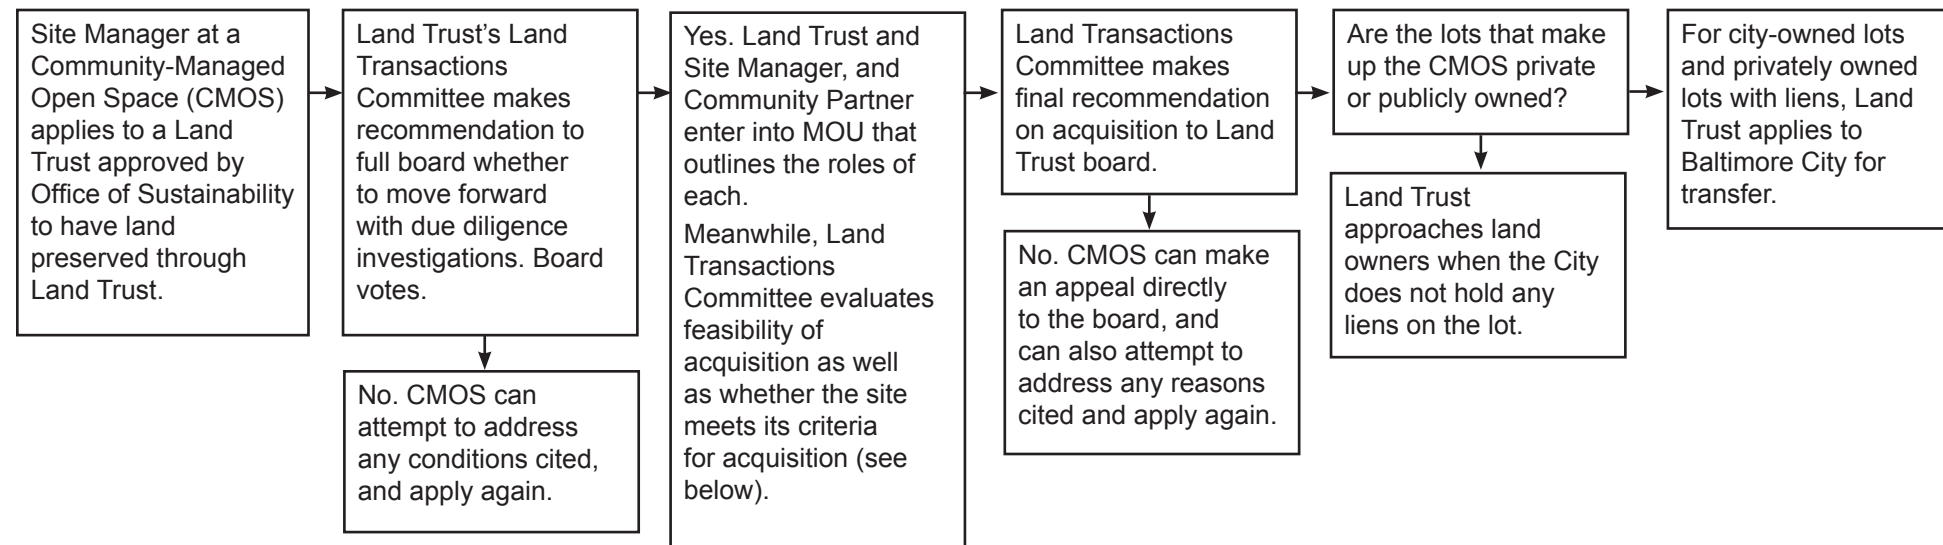 Site Manager at a
Community-Managed
Open Space (CMOS)
applies to a Land
Trust approved by
Office of Sustainability
to have land
preserved through
Land Trust.
Land Trust’s Land
Transactions
Committee makes
recommendation to
full board whether
to move forward
with due diligence
investigations. Board
votes.
No. CMOS can
attempt to address
any conditions cited,
and apply again.
Yes. Land Trust and
Site Manager, and
Community Partner
enter into MOU that
outlines the roles of
each.
Meanwhile, Land
Transactions
Committee evaluates
feasibility of
acquisition as well
as whether the site
meets its criteria
for acquisition (see
below).
Land Transactions
Committee makes
final recommendation
on acquisition to Land
Trust board.
No. CMOS can make
an appeal directly
to the board, and
can also attempt to
address any reasons
cited and apply again.
Are the lots that make
up the CMOS private
or publicly owned?
Land Trust
approaches land
owners when the City
does not hold any
liens on the lot.
For city-owned lots
and privately owned
lots with liens, Land
Trust applies to
Baltimore City for
transfer.